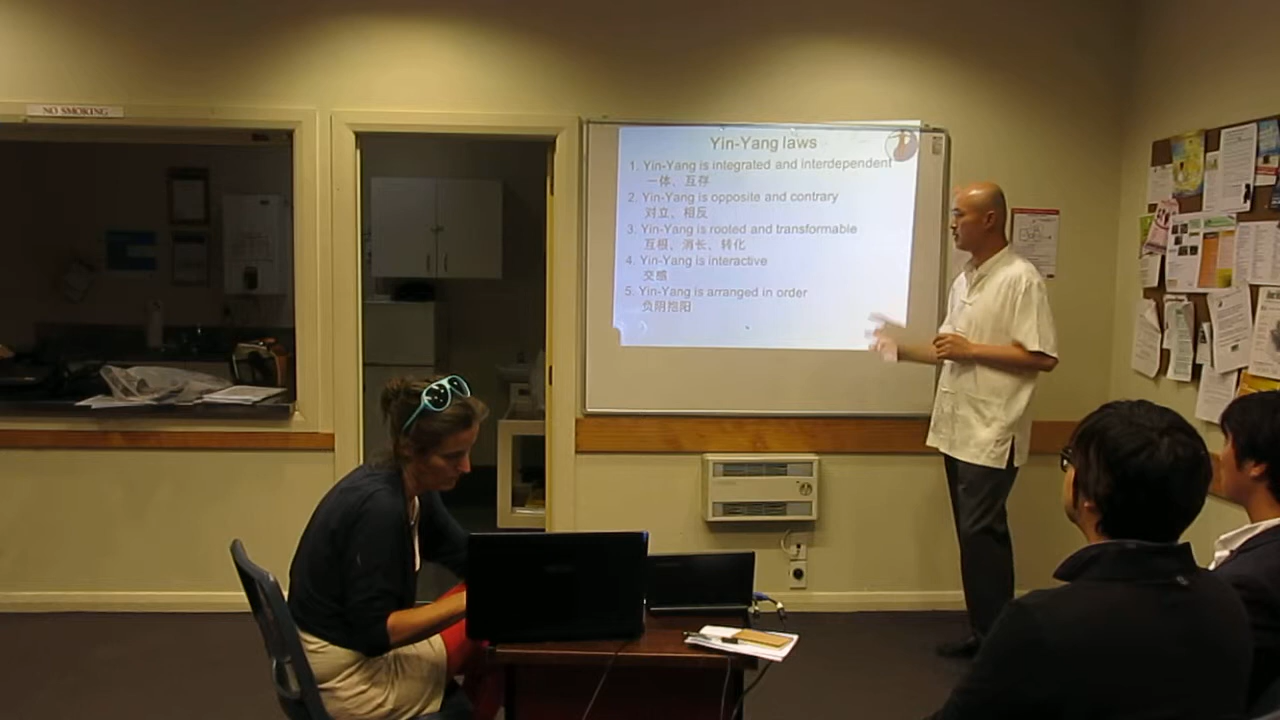 NO SMOKING
Yin-Yang laws
1. Yin-Yang is integrated and interdependent
一体、互存
2. Yin-Yang is opposite and contrary
对立、相反
3. Yin-Yang is rooted and transformable
互根、消长、转化
4. Yin-Yang is interactive
交感
5. Yin-Yang is arranged in order
负阴抱阳